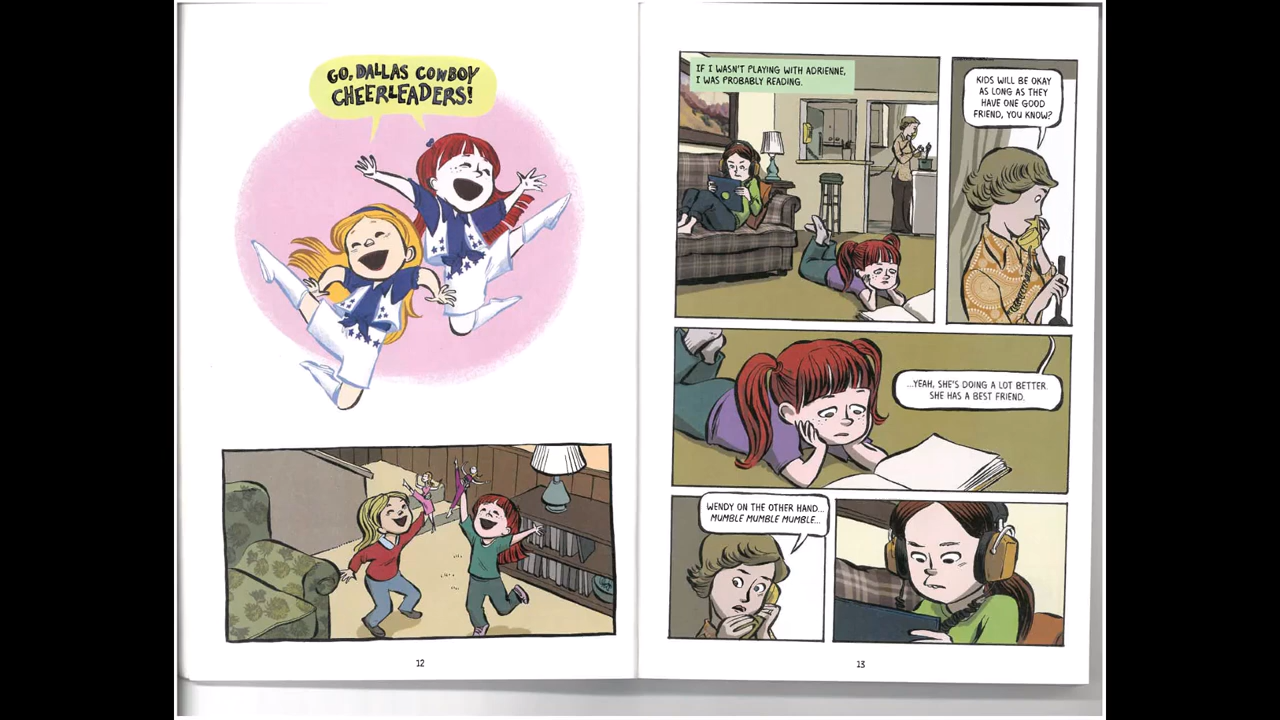 GO, DALLAS COWBOY
CHEERLEADERS!
12
IF I WASN'T PLAYING WITH ADRIENNE,
I WAS PROBABLY READING.
KIDS WILL BE OKAY
AS LONG AS THEY
HAVE ONE GOOD
FRIEND, YOU KNOW?
...YEAH, SHE'S DOING A LOT BETTER.
SHE HAS A BEST FRIEND.
WENDY ON THE OTHER HAND...
MUMBLE MUMBLE MUMBLE...
13